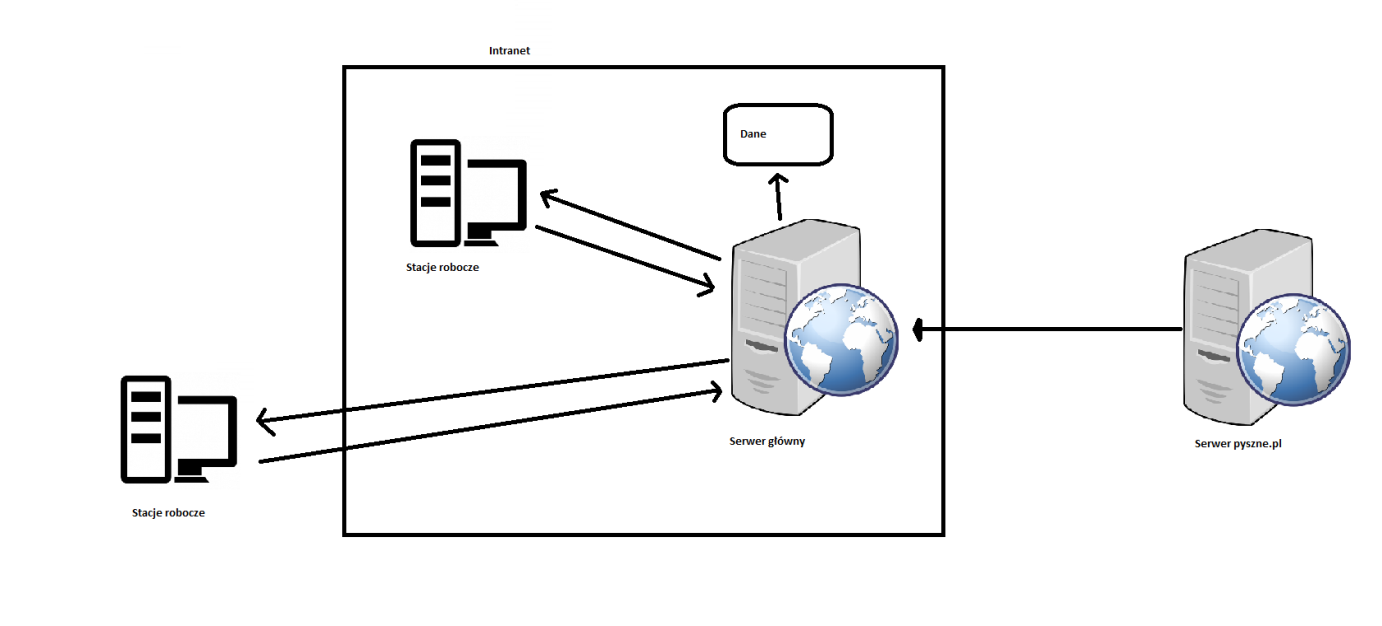 Intranet
Dane
Stacje robocze
Serwer główny
Serwer pyszne.pl
Stacje robocze